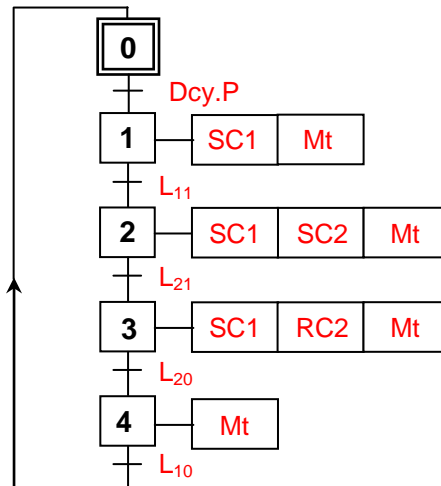 0
Dcy.P
1 SC1 Mt
L₁₁
2 SC1 SC2 Mt
L₂₁
3 SC1 RC2 Mt
L₂₀
4 Mt
L₁₀